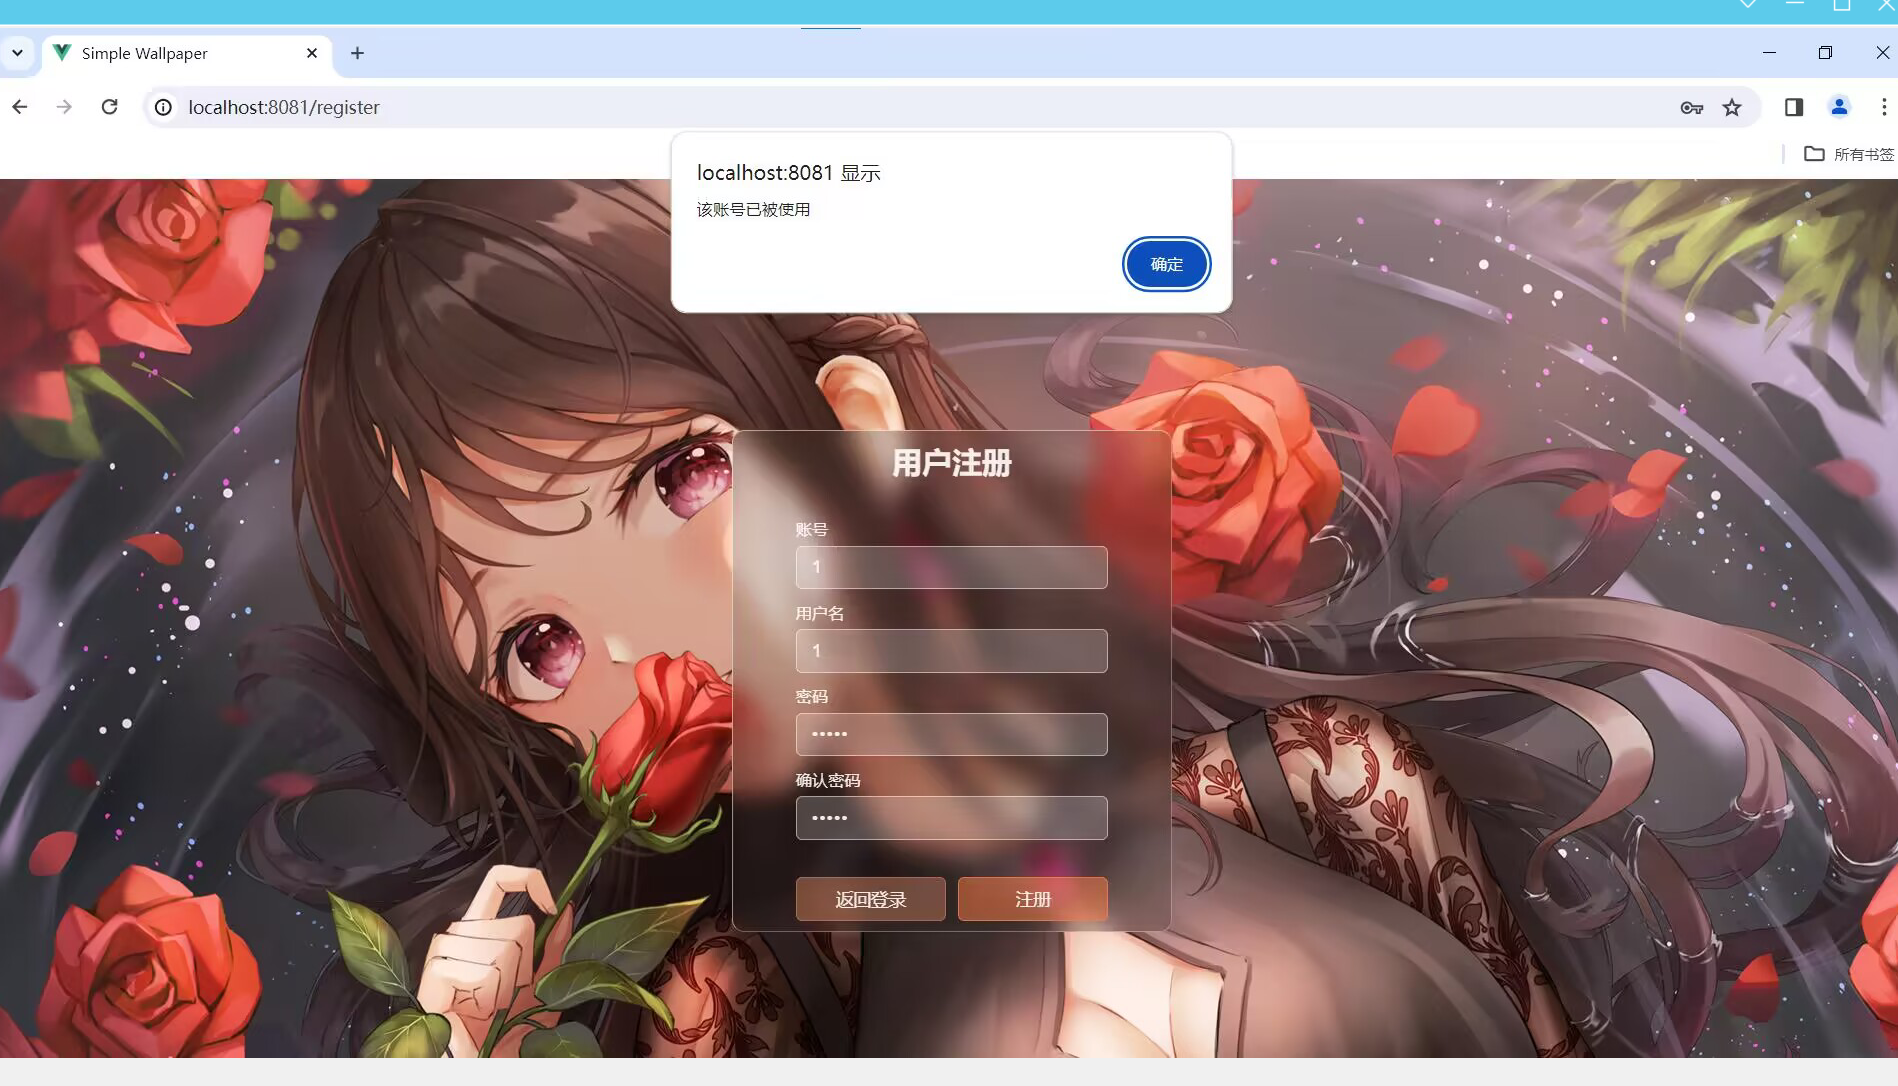 Simple Wallpaper
localhost:8081/register
所有书签
localhost:8081 显示
该账号已被使用
确定
用户注册
账号
1
用户名
1
密码
•••••
确认密码
•••••
返回登录
注册